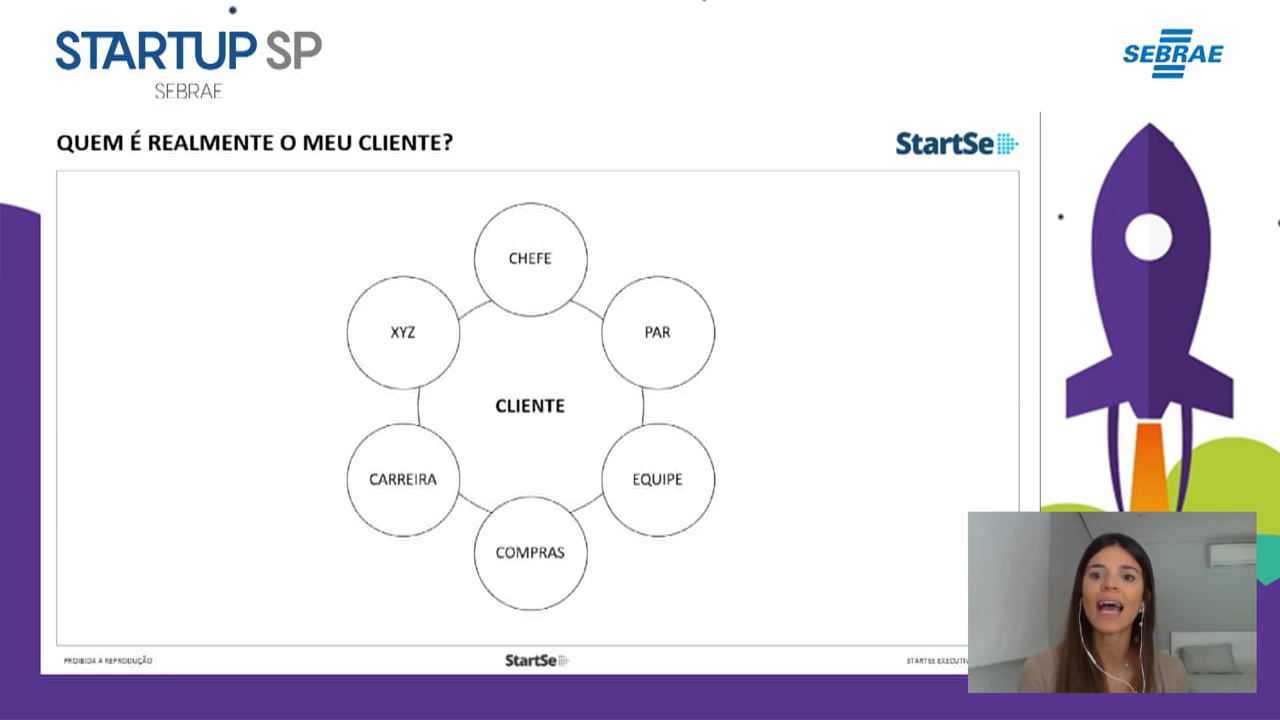 STARTUP SP
SEBRAE
SEBRAE
QUEM É REALMENTE O MEU CLIENTE?
StartSe
CHEFE
XYZ
PAR
CLIENTE
CARREIRA
EQUIPE
COMPRAS
PROIBIDA A REPRODUÇÃO
StartSe
STARTSE